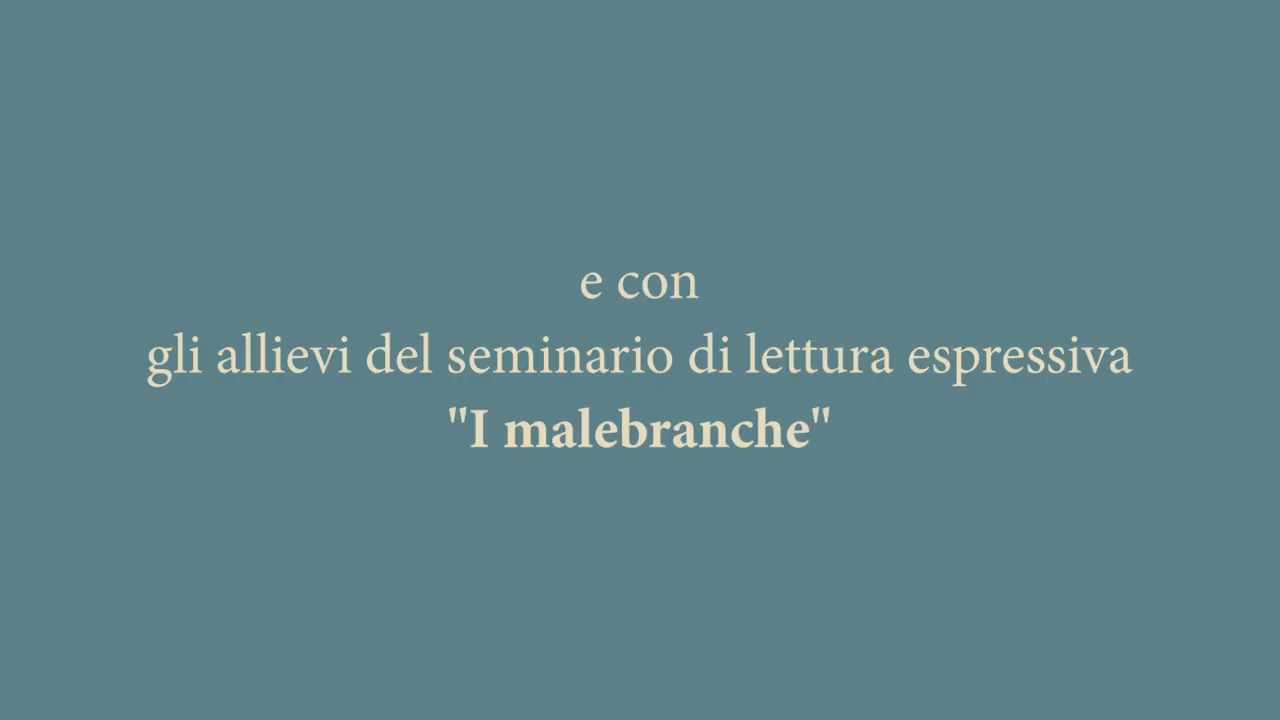 e con
gli allievi del seminario di lettura espressiva
"I malebranche"